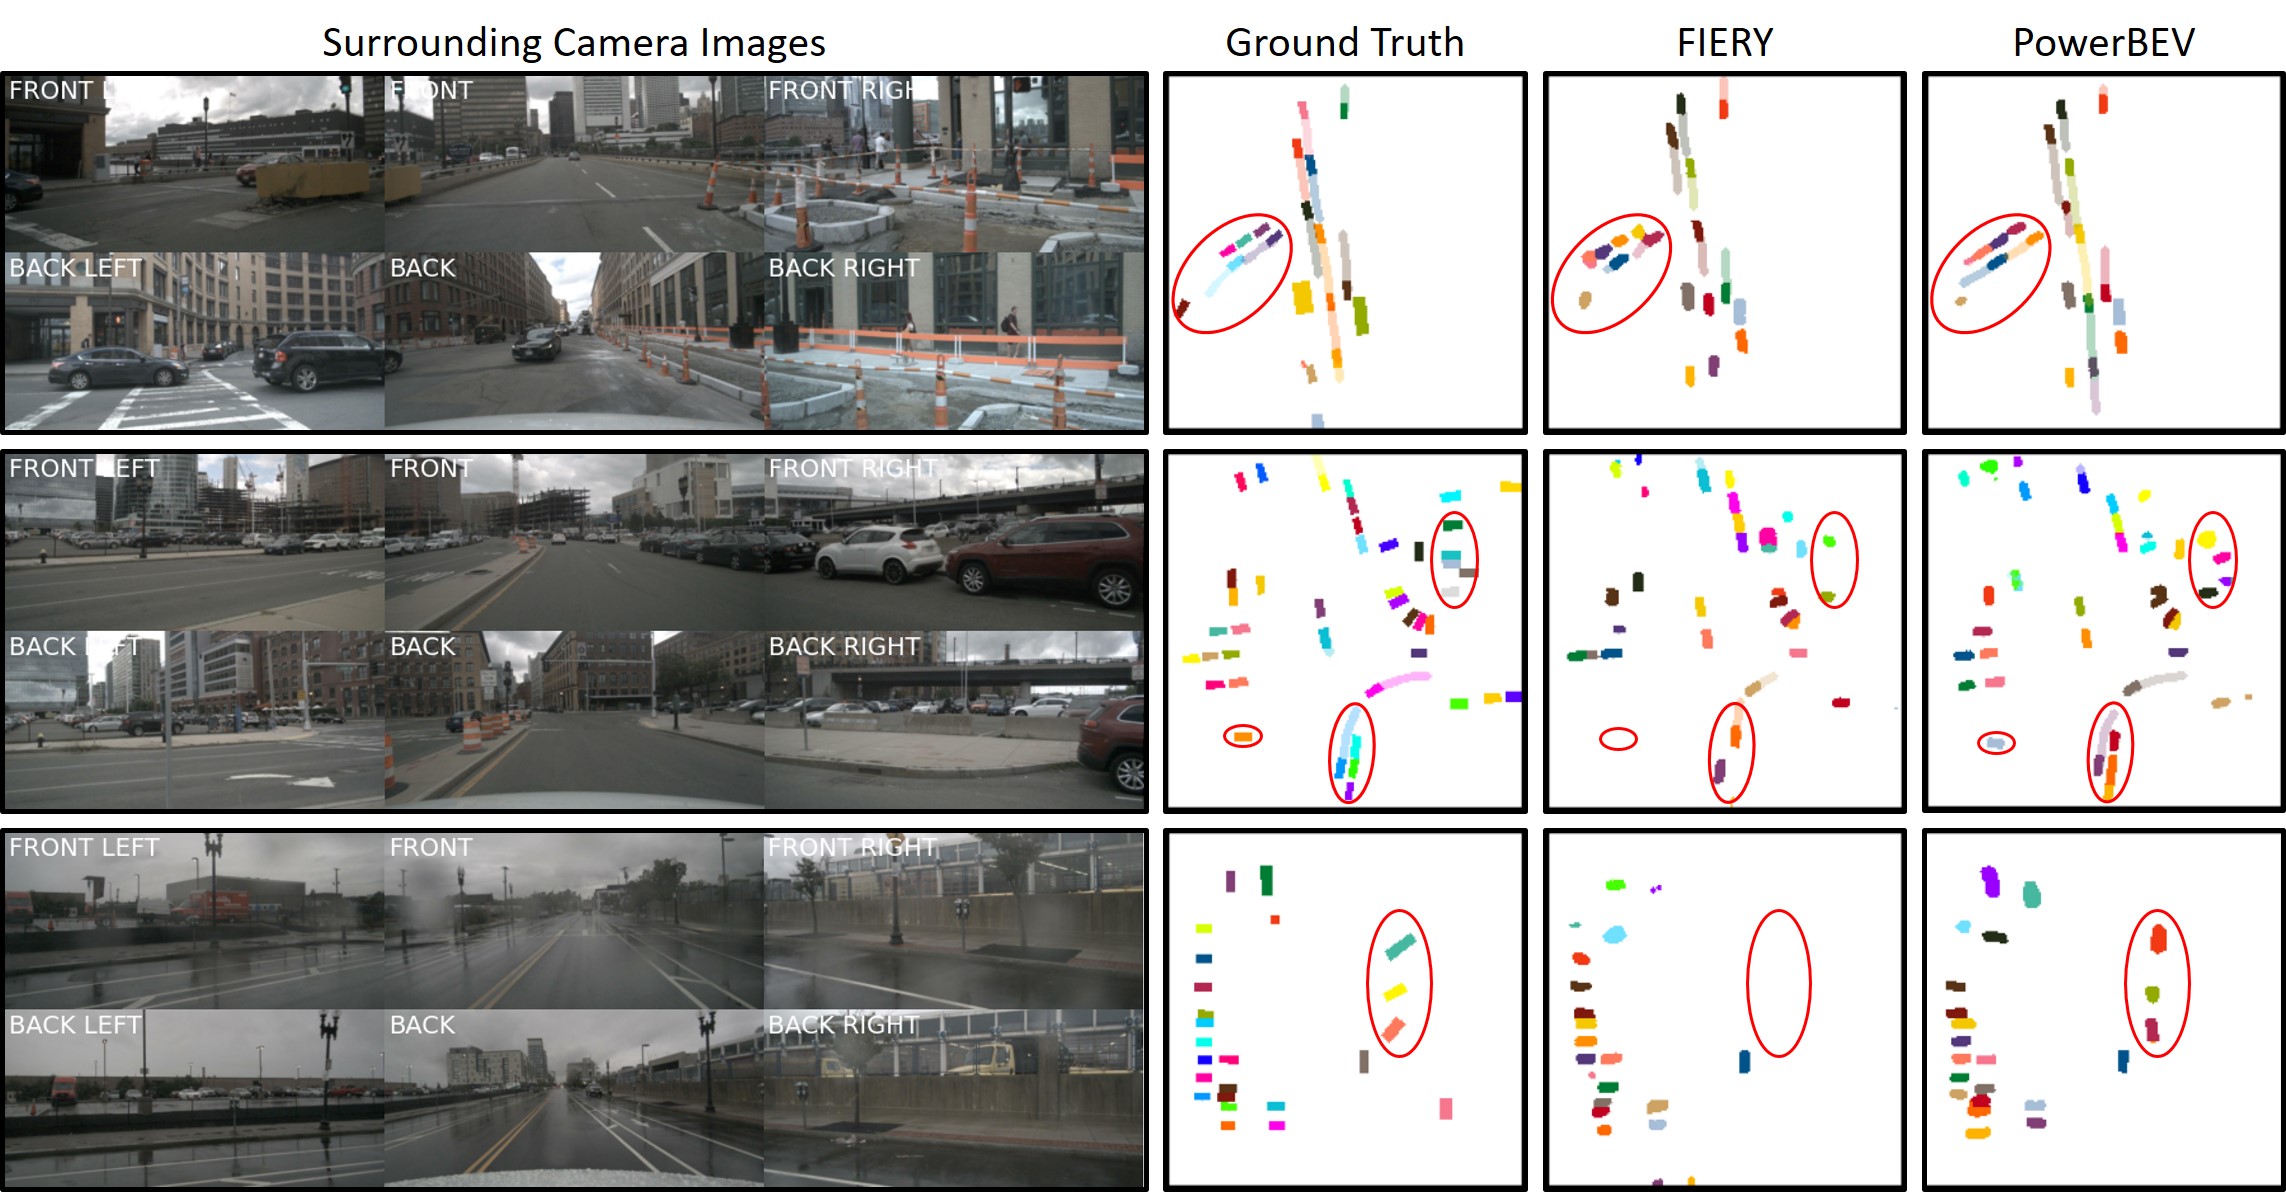 Surrounding Camera Images Ground Truth FIERY PowerBEV
FRONT L FRONT FRONT RIGH
BACK LEFT BACK BACK RIGHT
FRONT LEFT FRONT FRONT RIGHT
BACK LEFT BACK BACK RIGHT
FRONT LEFT FRONT FRONT RIGHT
BACK LEFT BACK BACK RIGHT